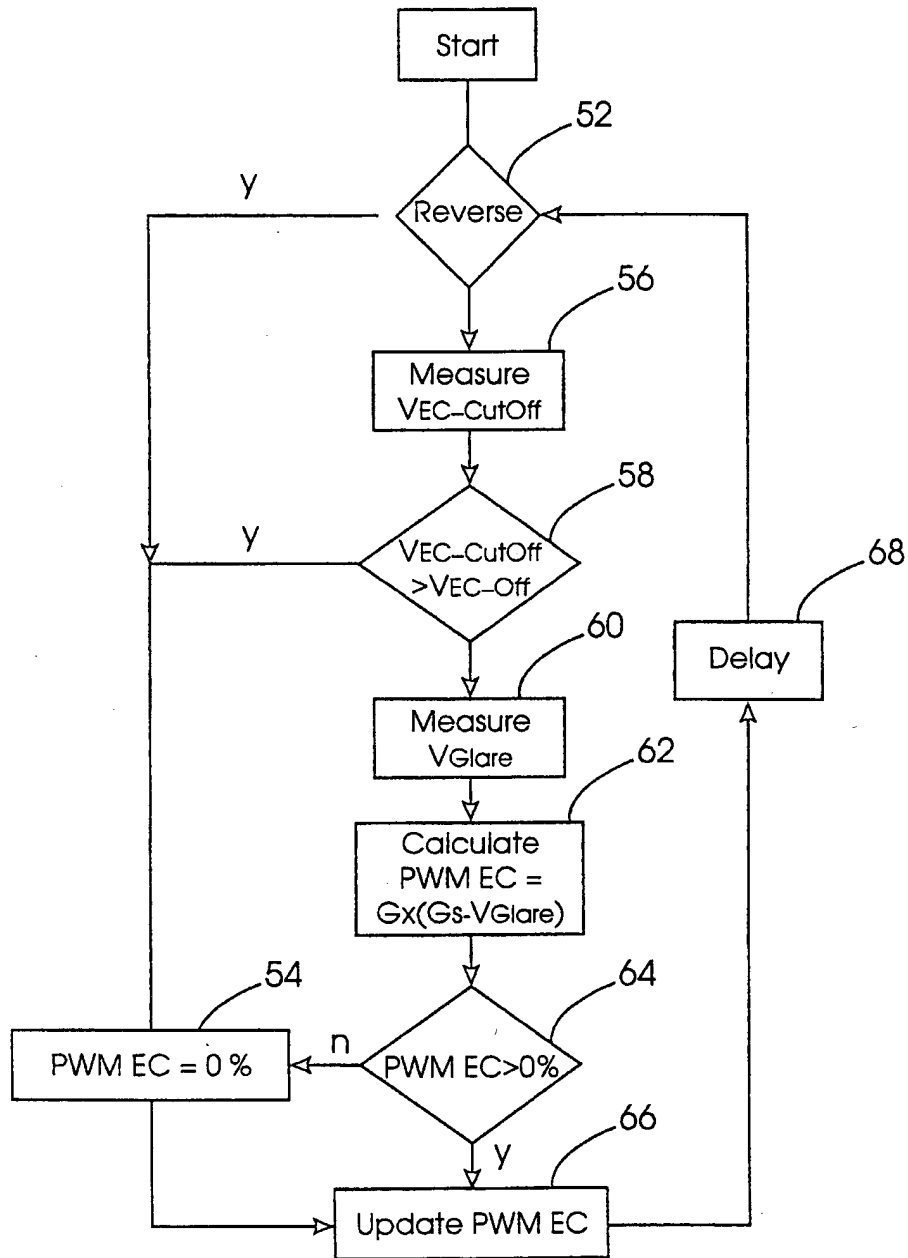 Start
52
y
Reverse
56
Measure
VEC-CutOff
58
y
VEC-CutOff
>VEC-Off
68
60
Delay
Measure
VGlare
62
Calculate
PWM EC =
Gx(Gs-VGlare)
54
64
n
PWM EC = 0 %
PWM EC>0%
66
y
Update PWM EC